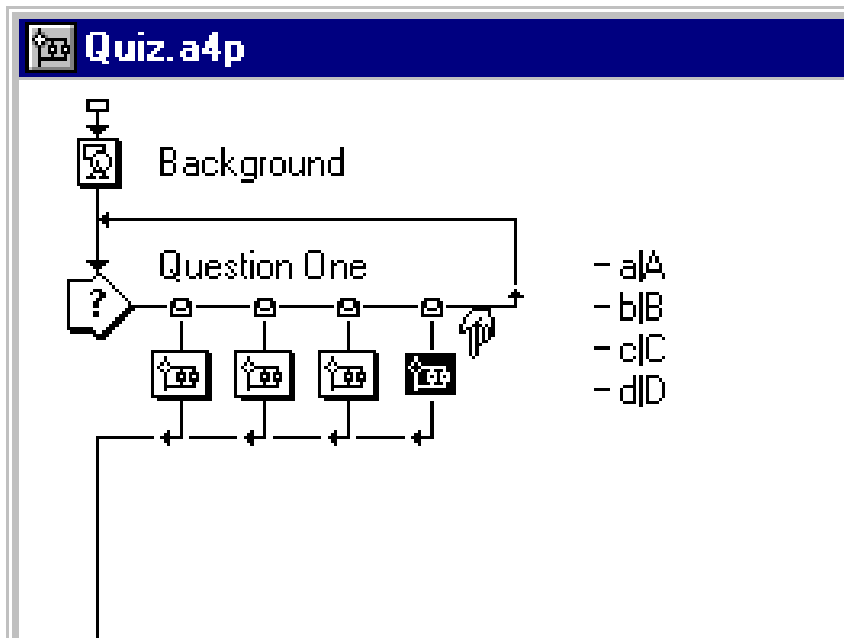 Quiz.a4p
Background
Question One
?
- a|A
- b|B
- c|C
- d|D